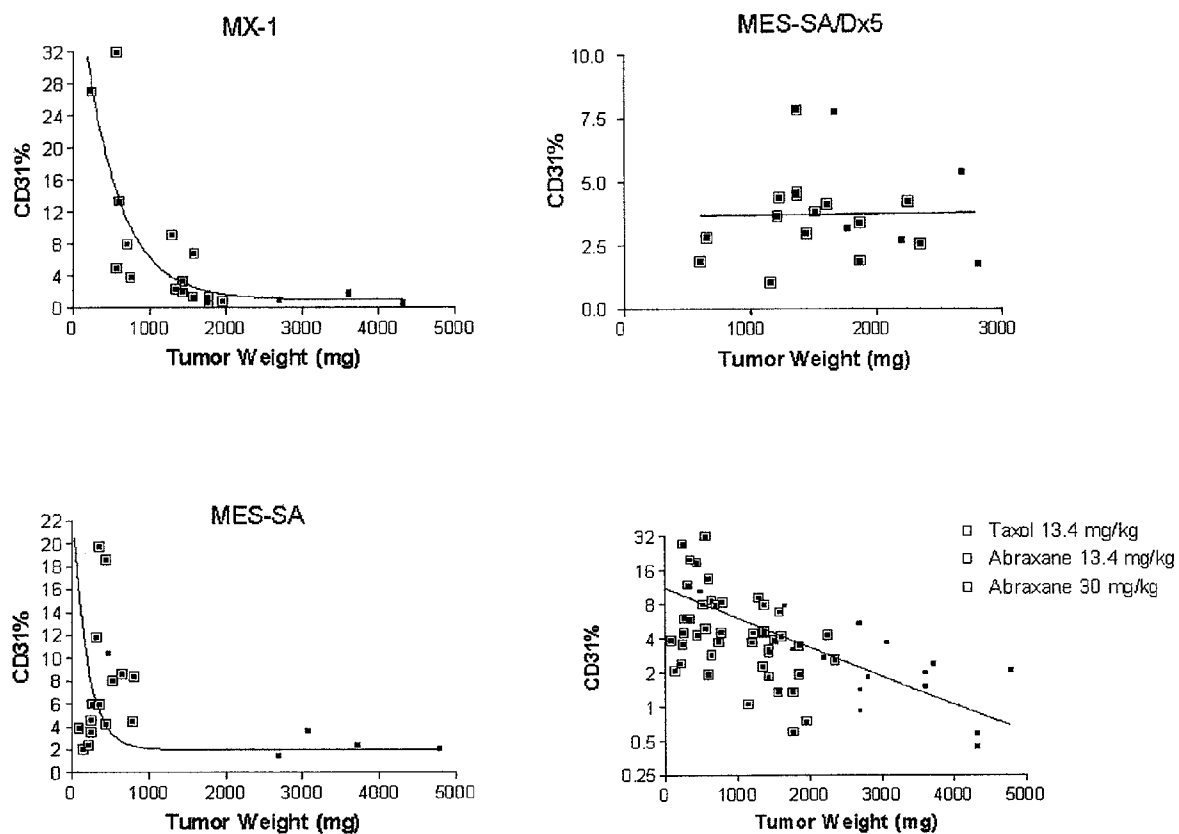 MX-1
32
28
24
20
16
12
8
4
0
CD31%
0 1000 2000 3000 4000 5000
Tumor Weight (mg)
MES-SA/Dx5
10.0
7.5
5.0
2.5
0.0
CD31%
0 1000 2000 3000
Tumor Weight (mg)
MES-SA
22
20
18
16
14
12
10
8
6
4
2
0
CD31%
0 1000 2000 3000 4000 5000
Tumor Weight (mg)
32
16
8
4
2
1
0.5
0.25
CD31%
0 1000 2000 3000 4000 5000
Tumor Weight (mg)
Taxol 13.4 mg/kg
Abraxane 13.4 mg/kg
Abraxane 30 mg/kg